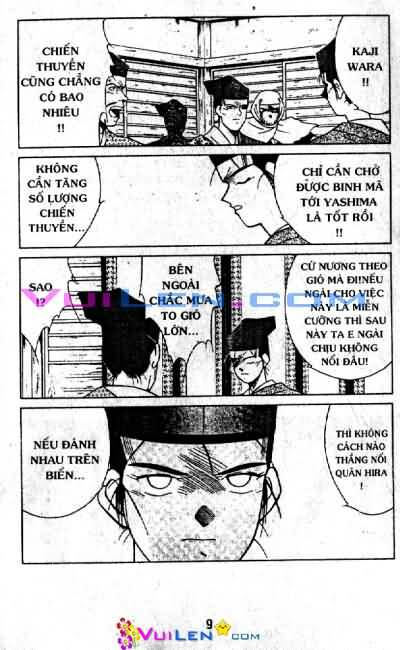 KAJI
WARA
!!
CHIẾN
THUYỀN
CŨNG CHẲNG
CÓ BAO
NHIÊU
!!
CHỈ CẦN CHỞ
ĐƯỢC BINH MÃ
TỚI YASHIMA
LÀ TỐT RỒI
!!
KHÔNG
CẦN TĂNG
SỐ LƯỢNG
CHIẾN
THUYỀN...
CỨ NƯƠNG THEO
GIÓ MÀ ĐI!NẾU
NGÀI CHO VIỆC
NÀY LÀ MIỄN
CƯỠNG THÌ SAU
NÀY TA E NGÀI
CHỊU KHÔNG
NỔI ĐÂU!
BÊN
NGOÀI
CHẮC MƯA
TO GIÓ
LỚN...
SAO
!?
VUILEN.COM
THÌ KHÔNG
CÁCH NÀO
THẮNG NỔI
QUÂN HIRA
!
NẾU ĐÁNH
NHAU TRÊN
BIỂN...
9
VUILEN.COM